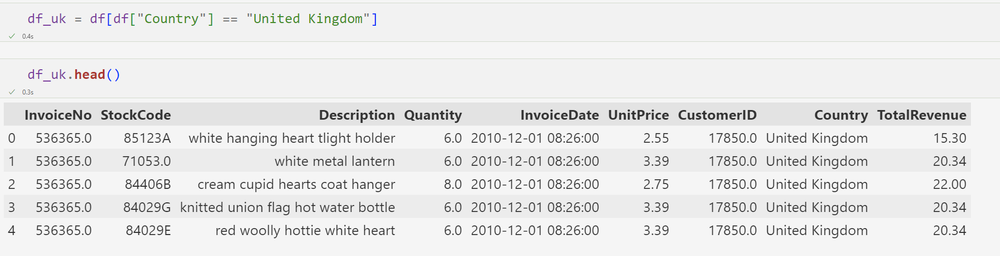 df_uk = df[df["Country"] == "United Kingdom"]
0.4s
df_uk.head()
0.3s
InvoiceNo StockCode Description Quantity InvoiceDate UnitPrice CustomerID Country TotalRevenue
0 536365.0 85123A white hanging heart tlight holder 6.0 2010-12-01 08:26:00 2.55 17850.0 United Kingdom 15.30
1 536365.0 71053.0 white metal lantern 6.0 2010-12-01 08:26:00 3.39 17850.0 United Kingdom 20.34
2 536365.0 84406B cream cupid hearts coat hanger 8.0 2010-12-01 08:26:00 2.75 17850.0 United Kingdom 22.00
3 536365.0 84029G knitted union flag hot water bottle 6.0 2010-12-01 08:26:00 3.39 17850.0 United Kingdom 20.34
4 536365.0 84029E red woolly hottie white heart 6.0 2010-12-01 08:26:00 3.39 17850.0 United Kingdom 20.34